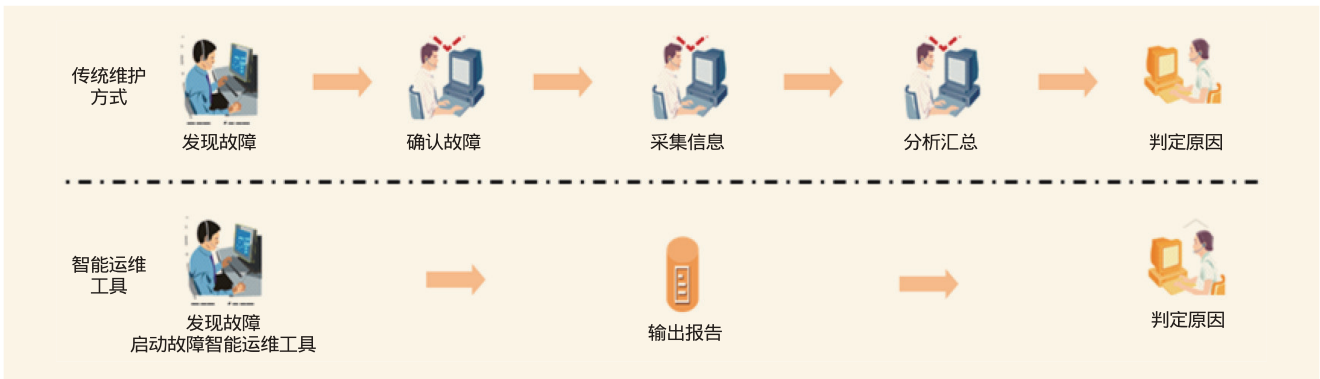 传统维护
方式
发现故障
确认故障
采集信息
分析汇总
判定原因
智能运维
工具
发现故障
启动故障智能运维工具
输出报告
判定原因